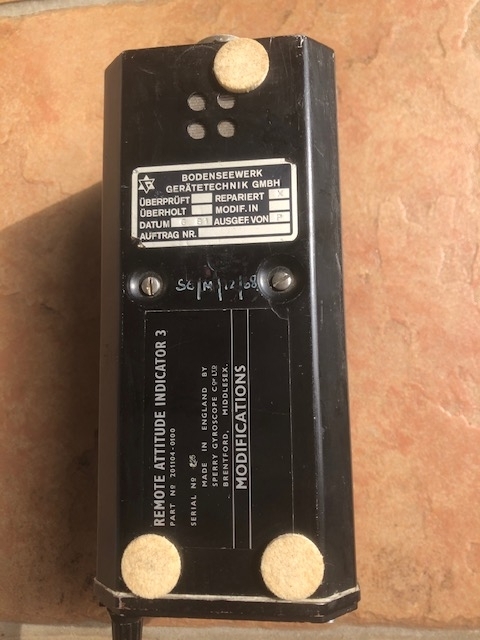 BODENSEEWERK
GERÄTETECHNIK GMBH
ÜBERPRÜFT REPARIERT
ÜBERHOLT MODIF. IN
DATUM AUSGEF. VON
AUFTRAG NR.
REMOTE ATTITUDE INDICATOR 3
PART Nº 201104-0100
SERIAL Nº
MADE IN ENGLAND BY
SPERRY GYROSCOPE Cº LTD
BRENTFORD, MIDDLESEX.
MODIFICATIONS